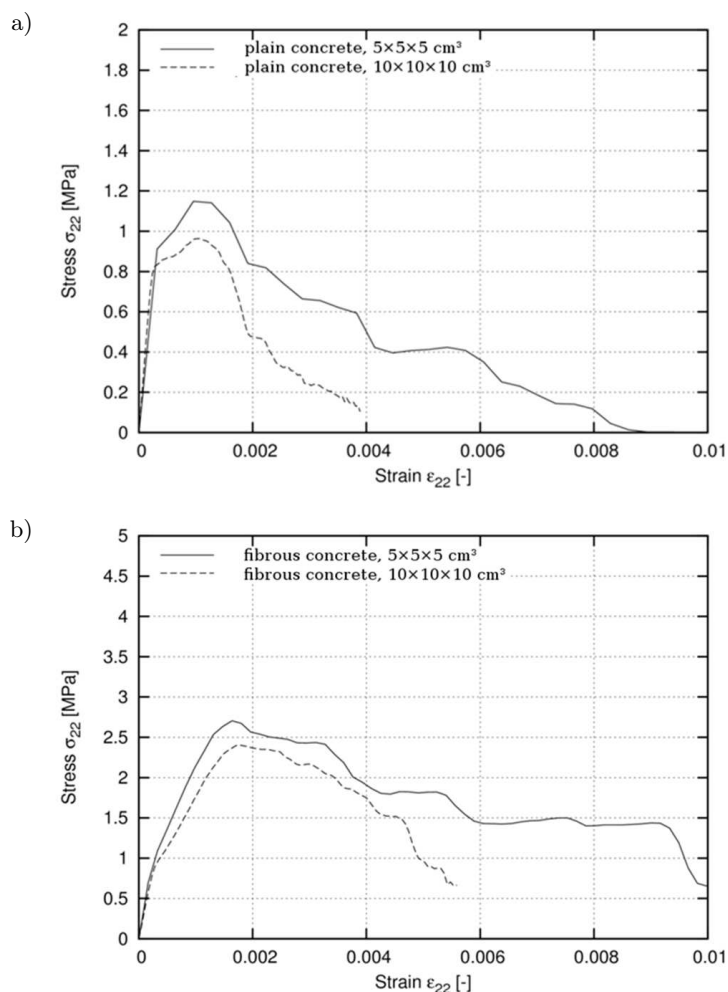 a)
2
1.8
1.6
1.4
1.2
1
0.8
0.6
0.4
0.2
0
plain concrete, 5×5×5 cm³
plain concrete, 10×10×10 cm³
Stress σ22 [MPa]
0 0.002 0.004 0.006 0.008 0.01
Strain ε22 [-]
b)
5
4.5
4
3.5
3
2.5
2
1.5
1
0.5
0
fibrous concrete, 5×5×5 cm³
fibrous concrete, 10×10×10 cm³
Stress σ22 [MPa]
0 0.002 0.004 0.006 0.008 0.01
Strain ε22 [-]